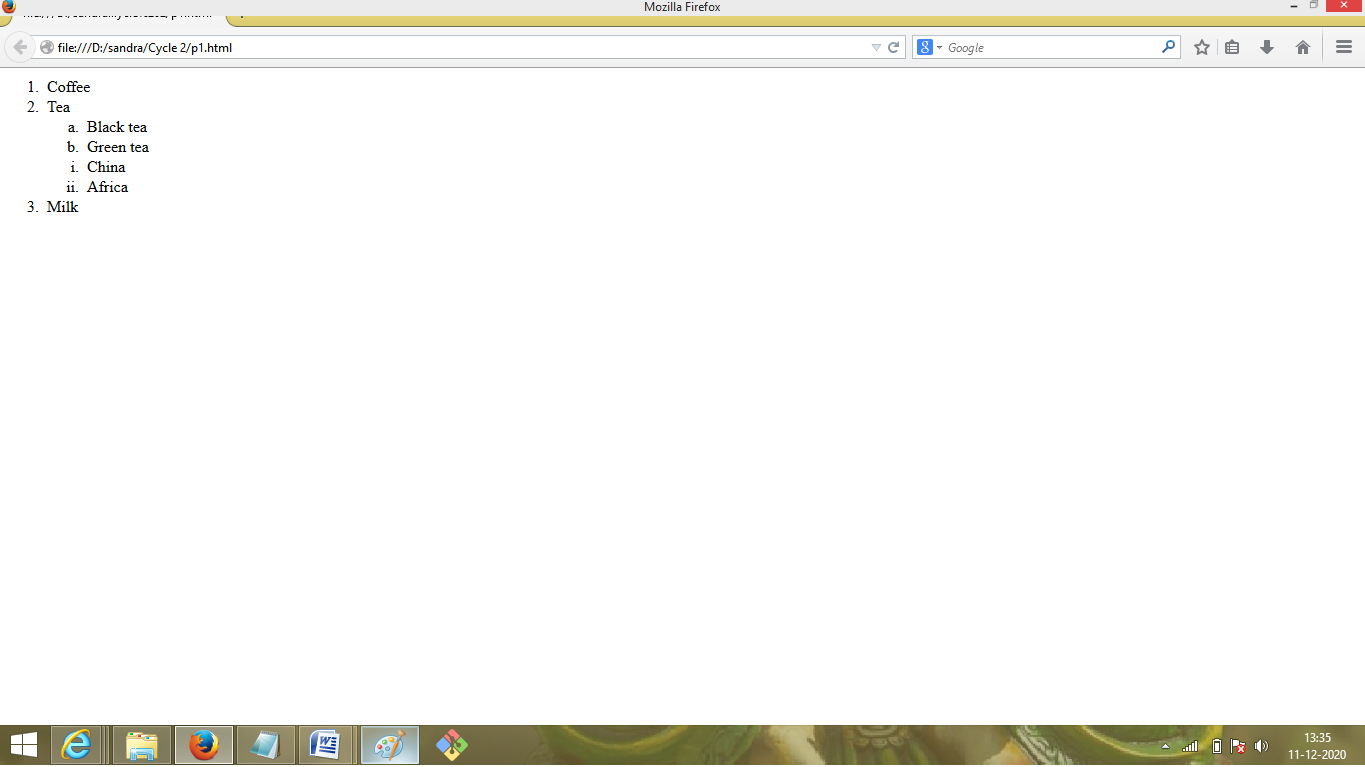 Mozilla Firefox
file:///D:/sandra/Cycle 2/p1.html
Google
1. Coffee
2. Tea
a. Black tea
b. Green tea
i. China
ii. Africa
3. Milk
13:35
11-12-2020